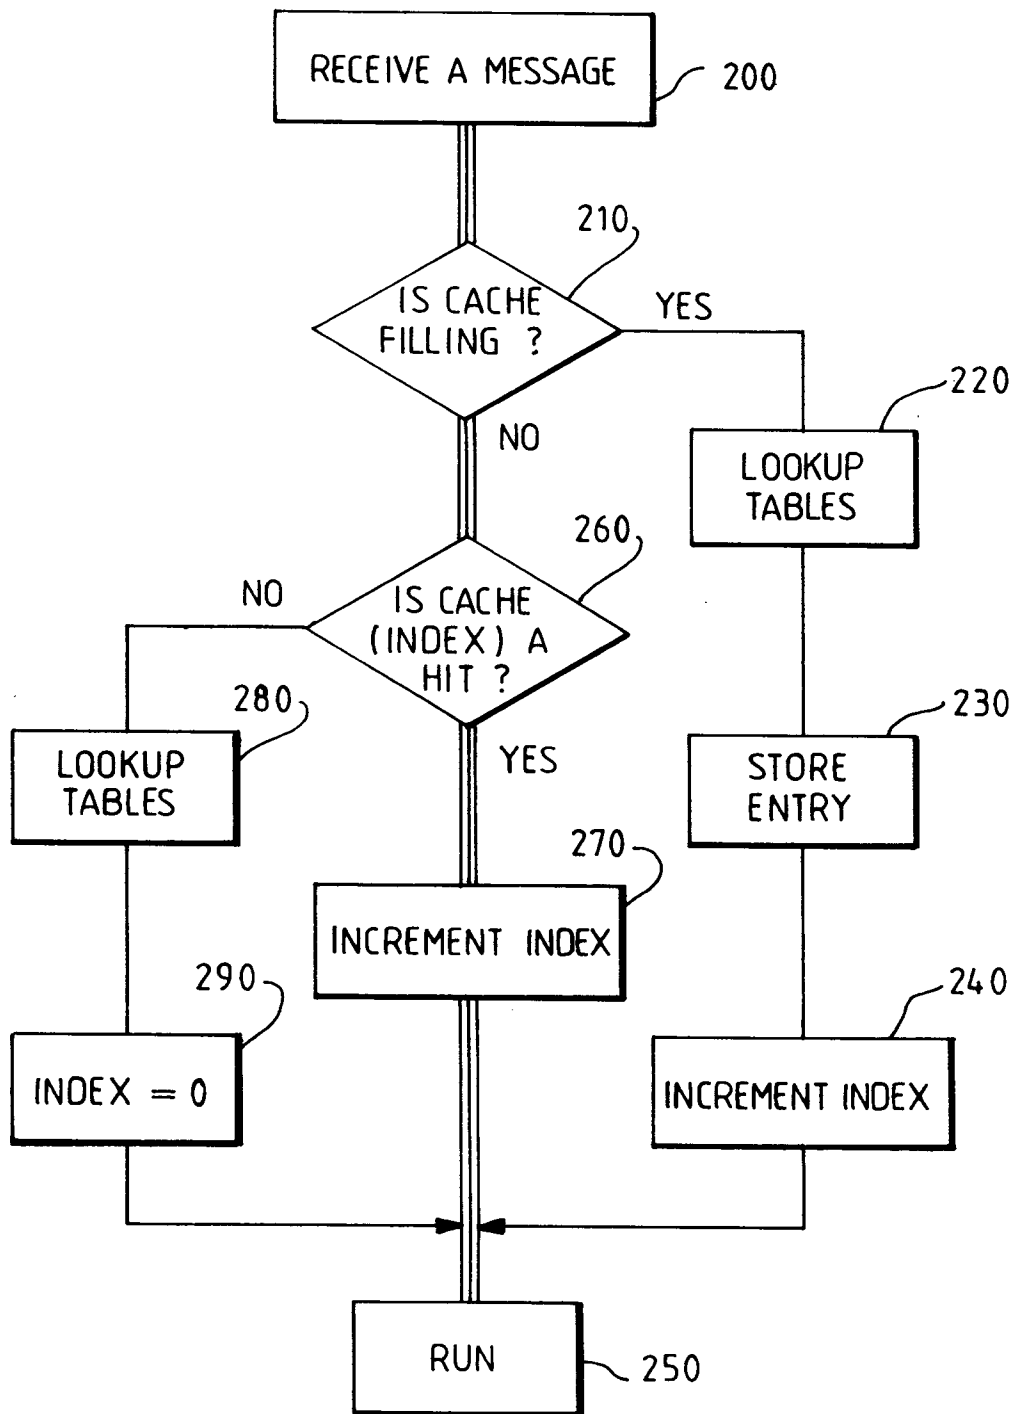 RECEIVE A MESSAGE
200
210
IS CACHE
FILLING ?
YES
NO
220
LOOKUP
TABLES
260
NO
IS CACHE
(INDEX) A
HIT ?
YES
280
LOOKUP
TABLES
230
STORE
ENTRY
270
INCREMENT INDEX
290
INDEX = 0
240
INCREMENT INDEX
RUN
250